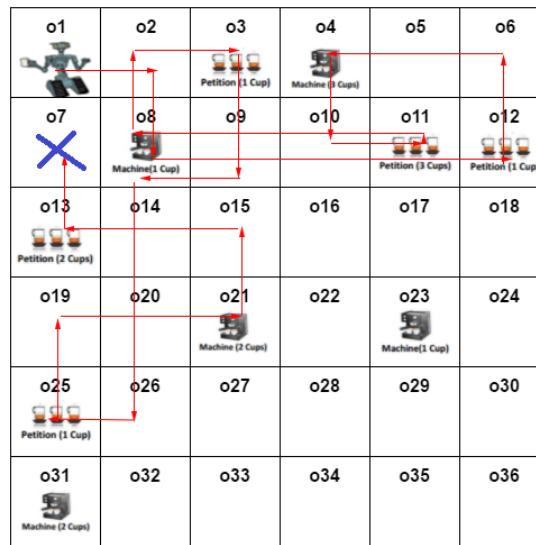 o1 o2 o3 o4 o5 o6
Petition (1 Cup) Machine (3 Cups)
o7 o8 o9 o10 o11 o12
Machine(1 Cup) Petition (3 Cups) Petition (1 Cup)
o13 o14 o15 o16 o17 o18
Petition (2 Cups)
o19 o20 o21 o22 o23 o24
Machine (2 Cups) Machine(1 Cup)
o25 o26 o27 o28 o29 o30
Petition (1 Cup)
o31 o32 o33 o34 o35 o36
Machine (2 Cups)